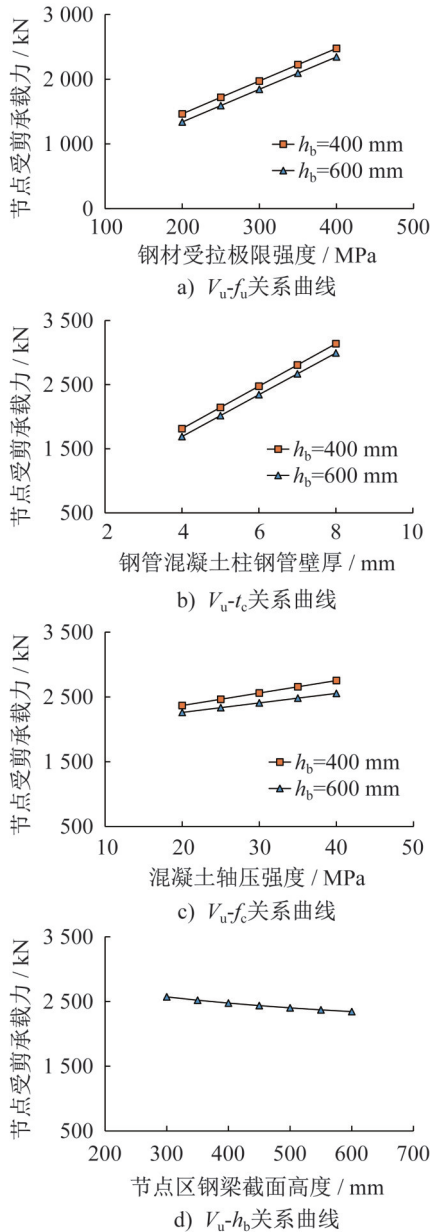 节点受剪承载力 / kN
3 000
2 000
1 000
0
h_b=400 mm
h_b=600 mm
100 200 300 400 500
钢材受拉极限强度 / MPa
a) V_u-f_u关系曲线
节点受剪承载力 / kN
3 500
2 500
1 500
500
h_b=400 mm
h_b=600 mm
2 4 6 8 10
钢管混凝土柱钢管壁厚 / mm
b) V_u-t_c关系曲线
节点受剪承载力 / kN
3 500
2 500
1 500
500
h_b=400 mm
h_b=600 mm
10 20 30 40 50
混凝土轴压强度 / MPa
c) V_u-f_c关系曲线
节点受剪承载力 / kN
3 500
2 500
1 500
500
200 300 400 500 600 700
节点区钢梁截面高度 / mm
d) V_u-h_b关系曲线